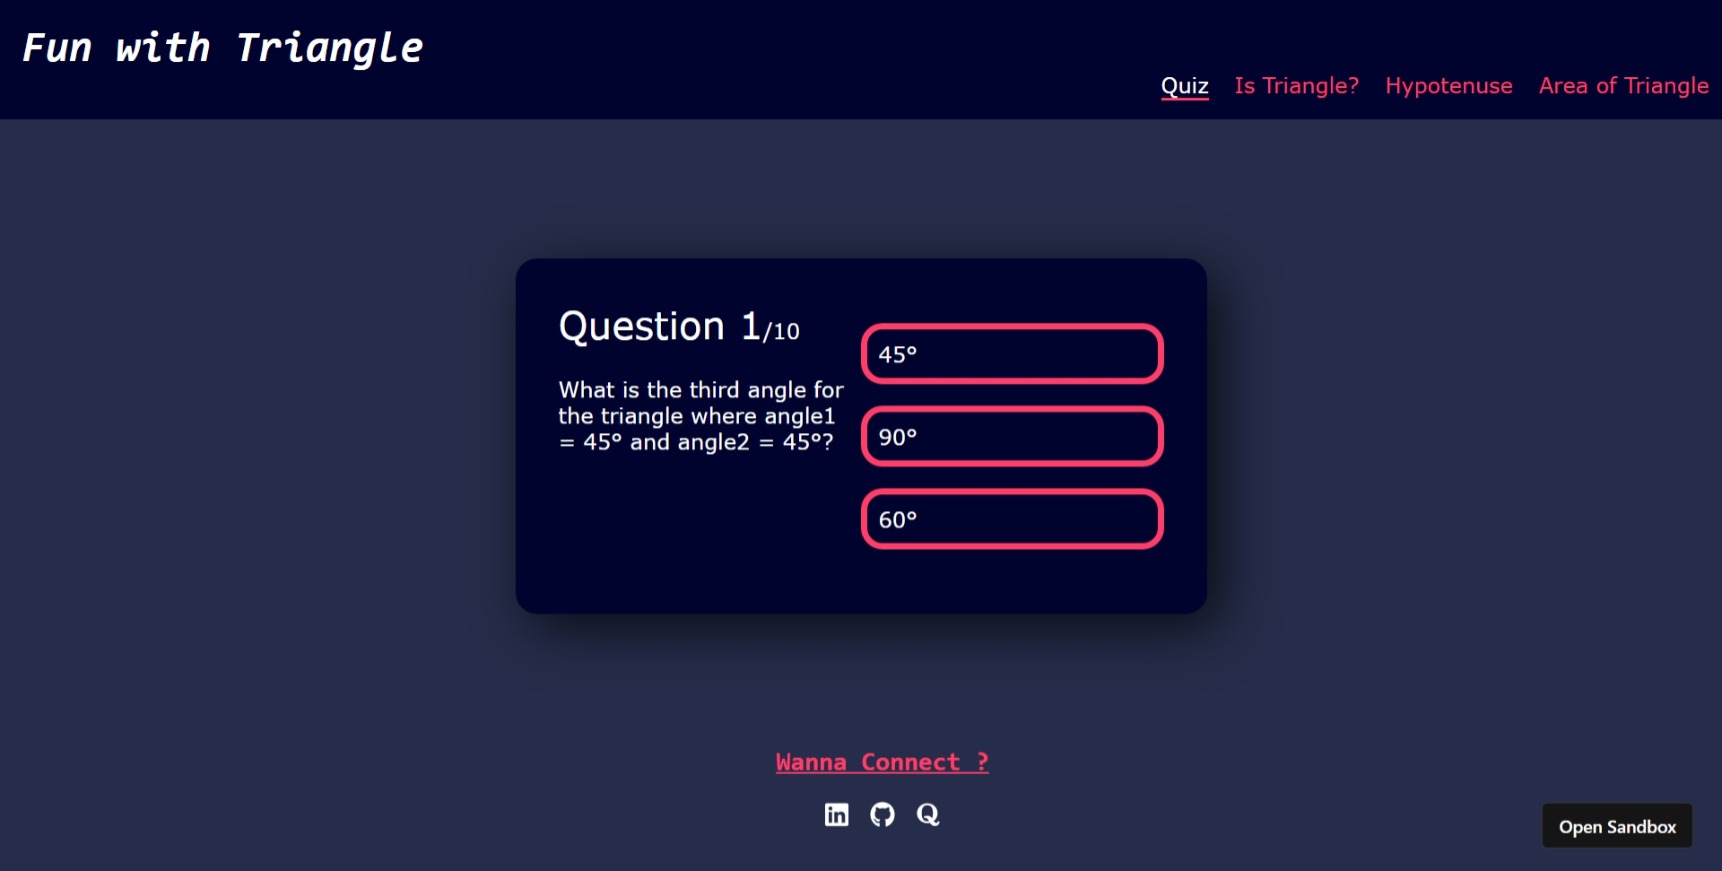 Fun with Triangle
Quiz Is Triangle? Hypotenuse Area of Triangle
Question 1/10
What is the third angle for
the triangle where angle1
= 45° and angle2 = 45°?
45°
90°
60°
Wanna Connect ?
in Q
Open Sandbox